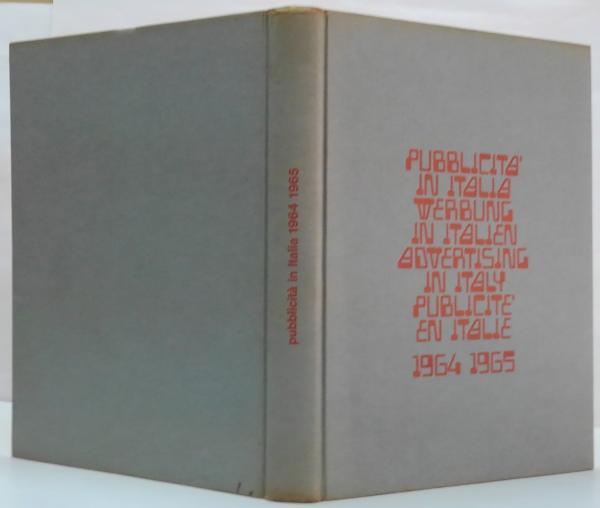 pubblicità in Italia 1964 1965
PUBBLICITA'
IN ITALIA
WERBUNG
IN ITALIEN
ADVERTISING
IN ITALY
PUBLICITE'
EN ITALIE
1964 1965